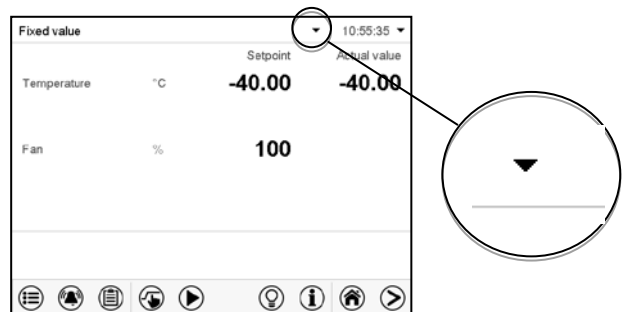 Fixed value 10:55:35
Setpoint Actual value
Temperature °C -40.00 -40.00
Fan % 100